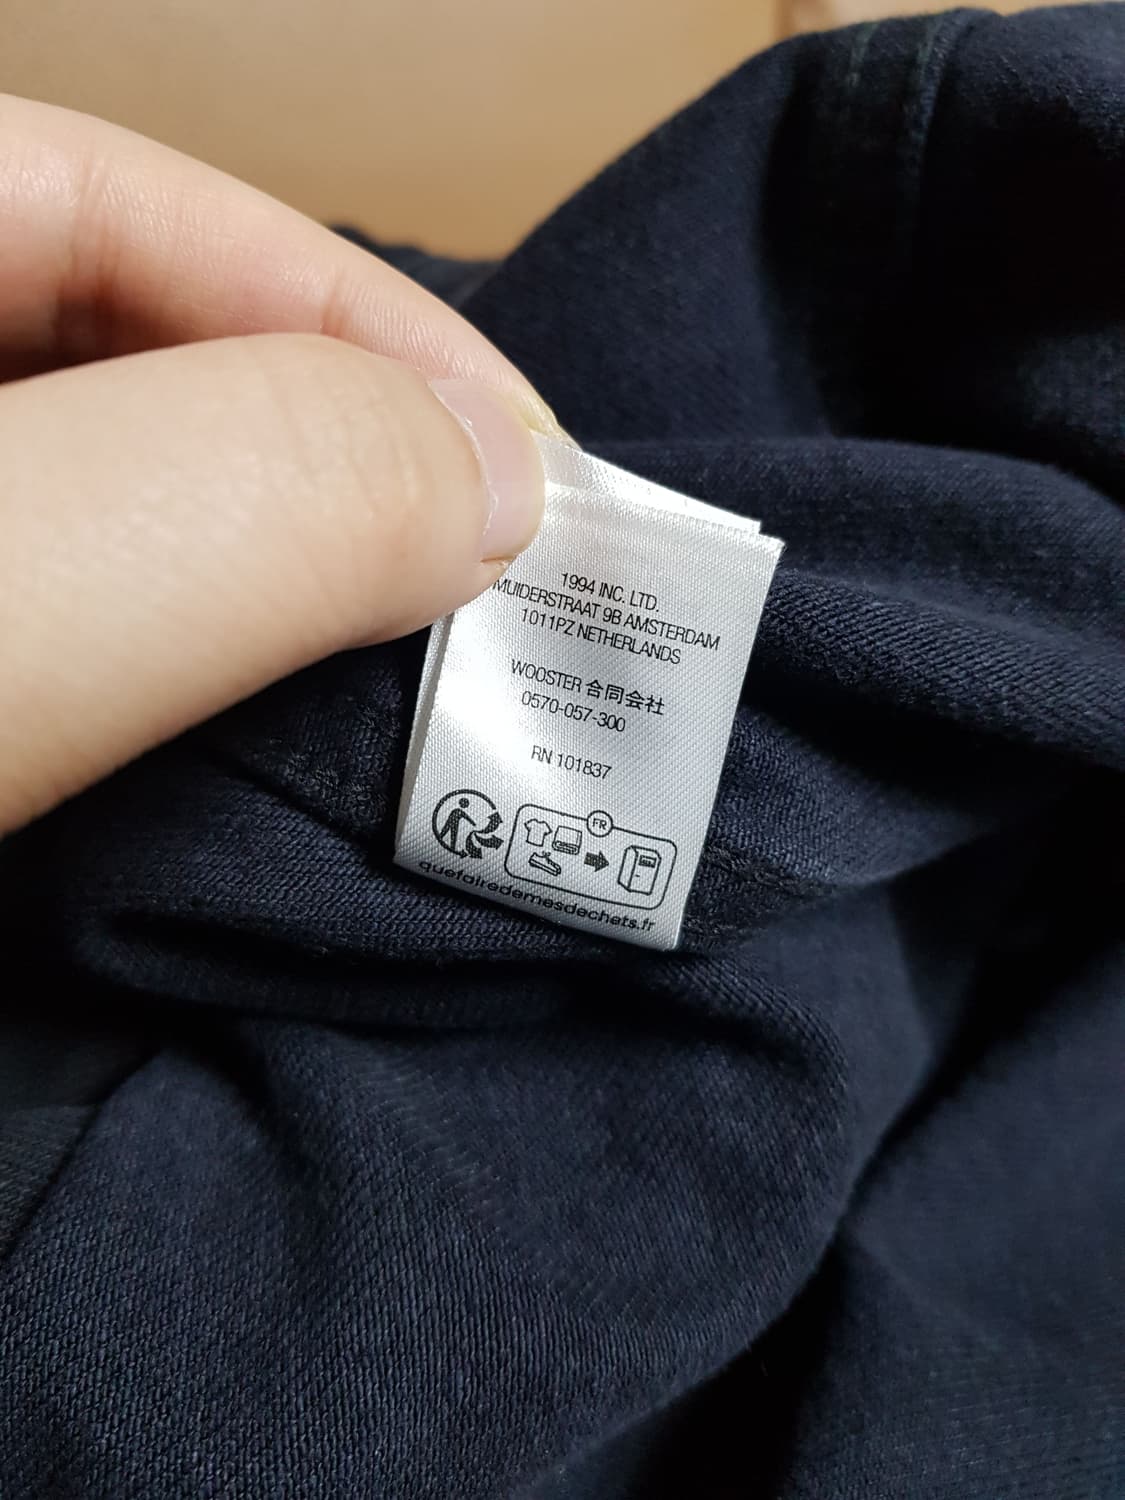 1994 INC. LTD.
MUIDERSTRAAT 9B AMSTERDAM
1011PZ NETHERLANDS
WOOSTER 合同会社
0570-057-300
RN 101837
FR
quefairedemesdechets.fr